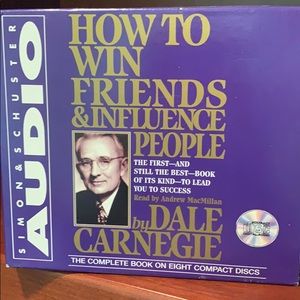 SIMON & SCHUSTER
AUDIO
HOW TO
WIN
FRIENDS
& INFLUENCE
PEOPLE
THE FIRST—AND
STILL THE BEST—BOOK
OF ITS KIND—TO LEAD
YOU TO SUCCESS
Read by Andrew MacMillan
by DALE
CARNEGIE
THE COMPLETE BOOK ON EIGHT COMPACT DISCS